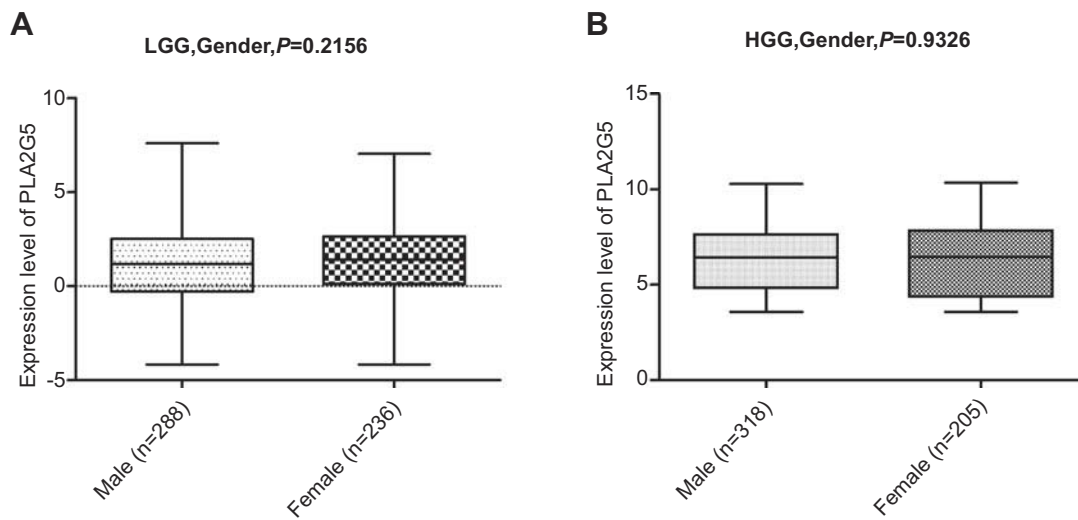 A
LGG,Gender,P=0.2156
Expression level of PLA2G5
10
5
0
-5
Male (n=288)
Female (n=236)
B
HGG,Gender,P=0.9326
Expression level of PLA2G5
15
10
5
0
Male (n=318)
Female (n=205)